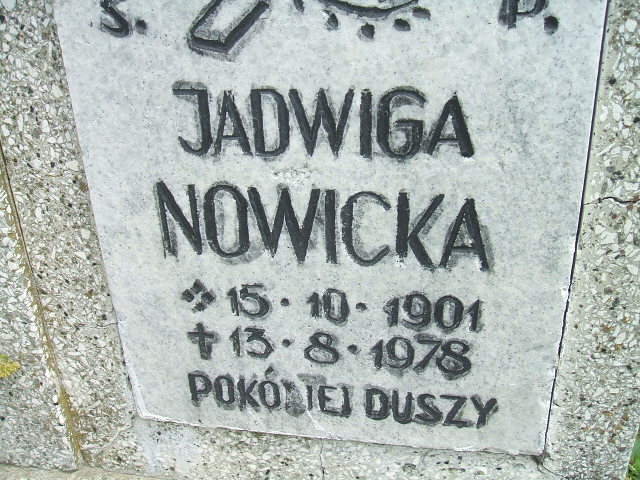 Ś. P.
JADWIGA
NOWICKA
15 · 10 · 1901
✝ 13 · 8 · 1978
POKÓJ JEJ DUSZY